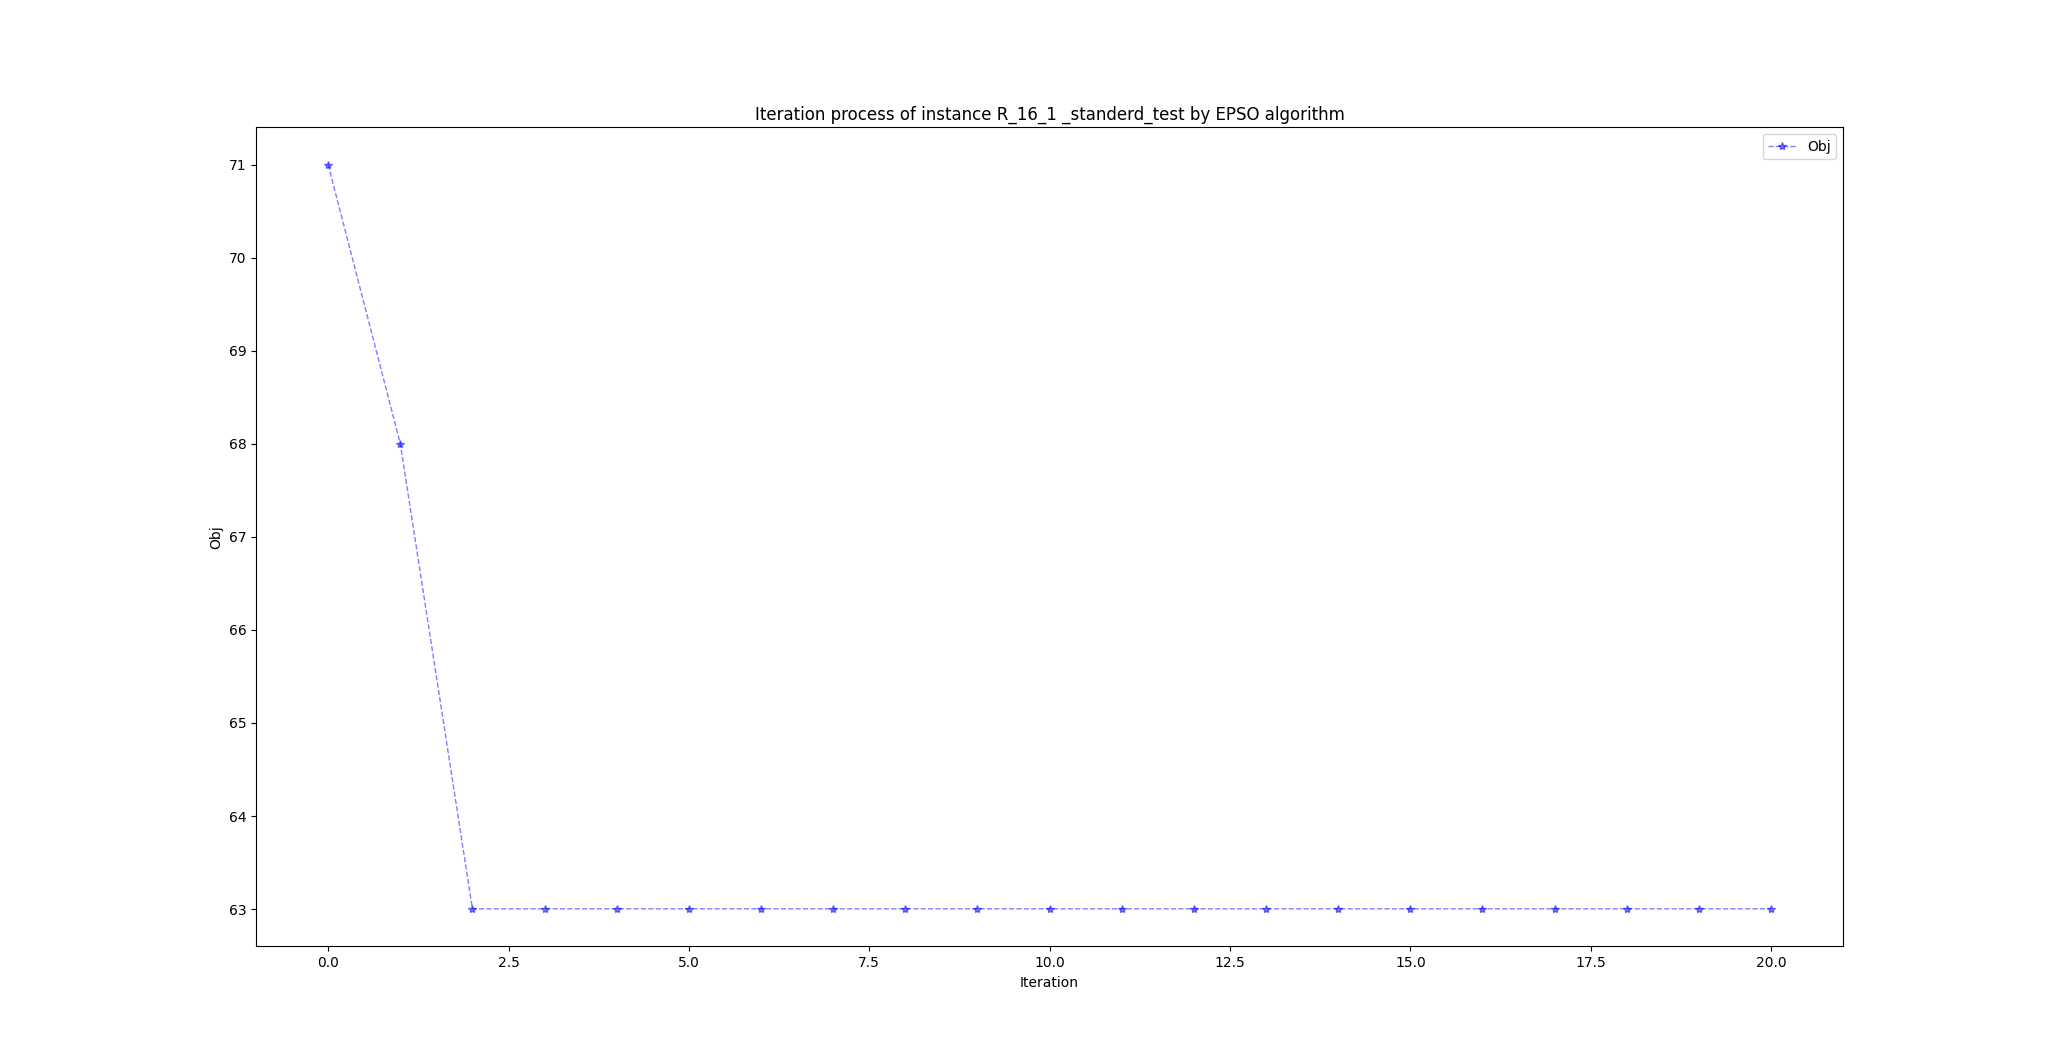 Iteration process of instance R_16_1 _standerd_test by EPSO algorithm
Obj
71
70
69
68
67
66
65
64
63
Obj
0.0 2.5 5.0 7.5 10.0 12.5 15.0 17.5 20.0
Iteration